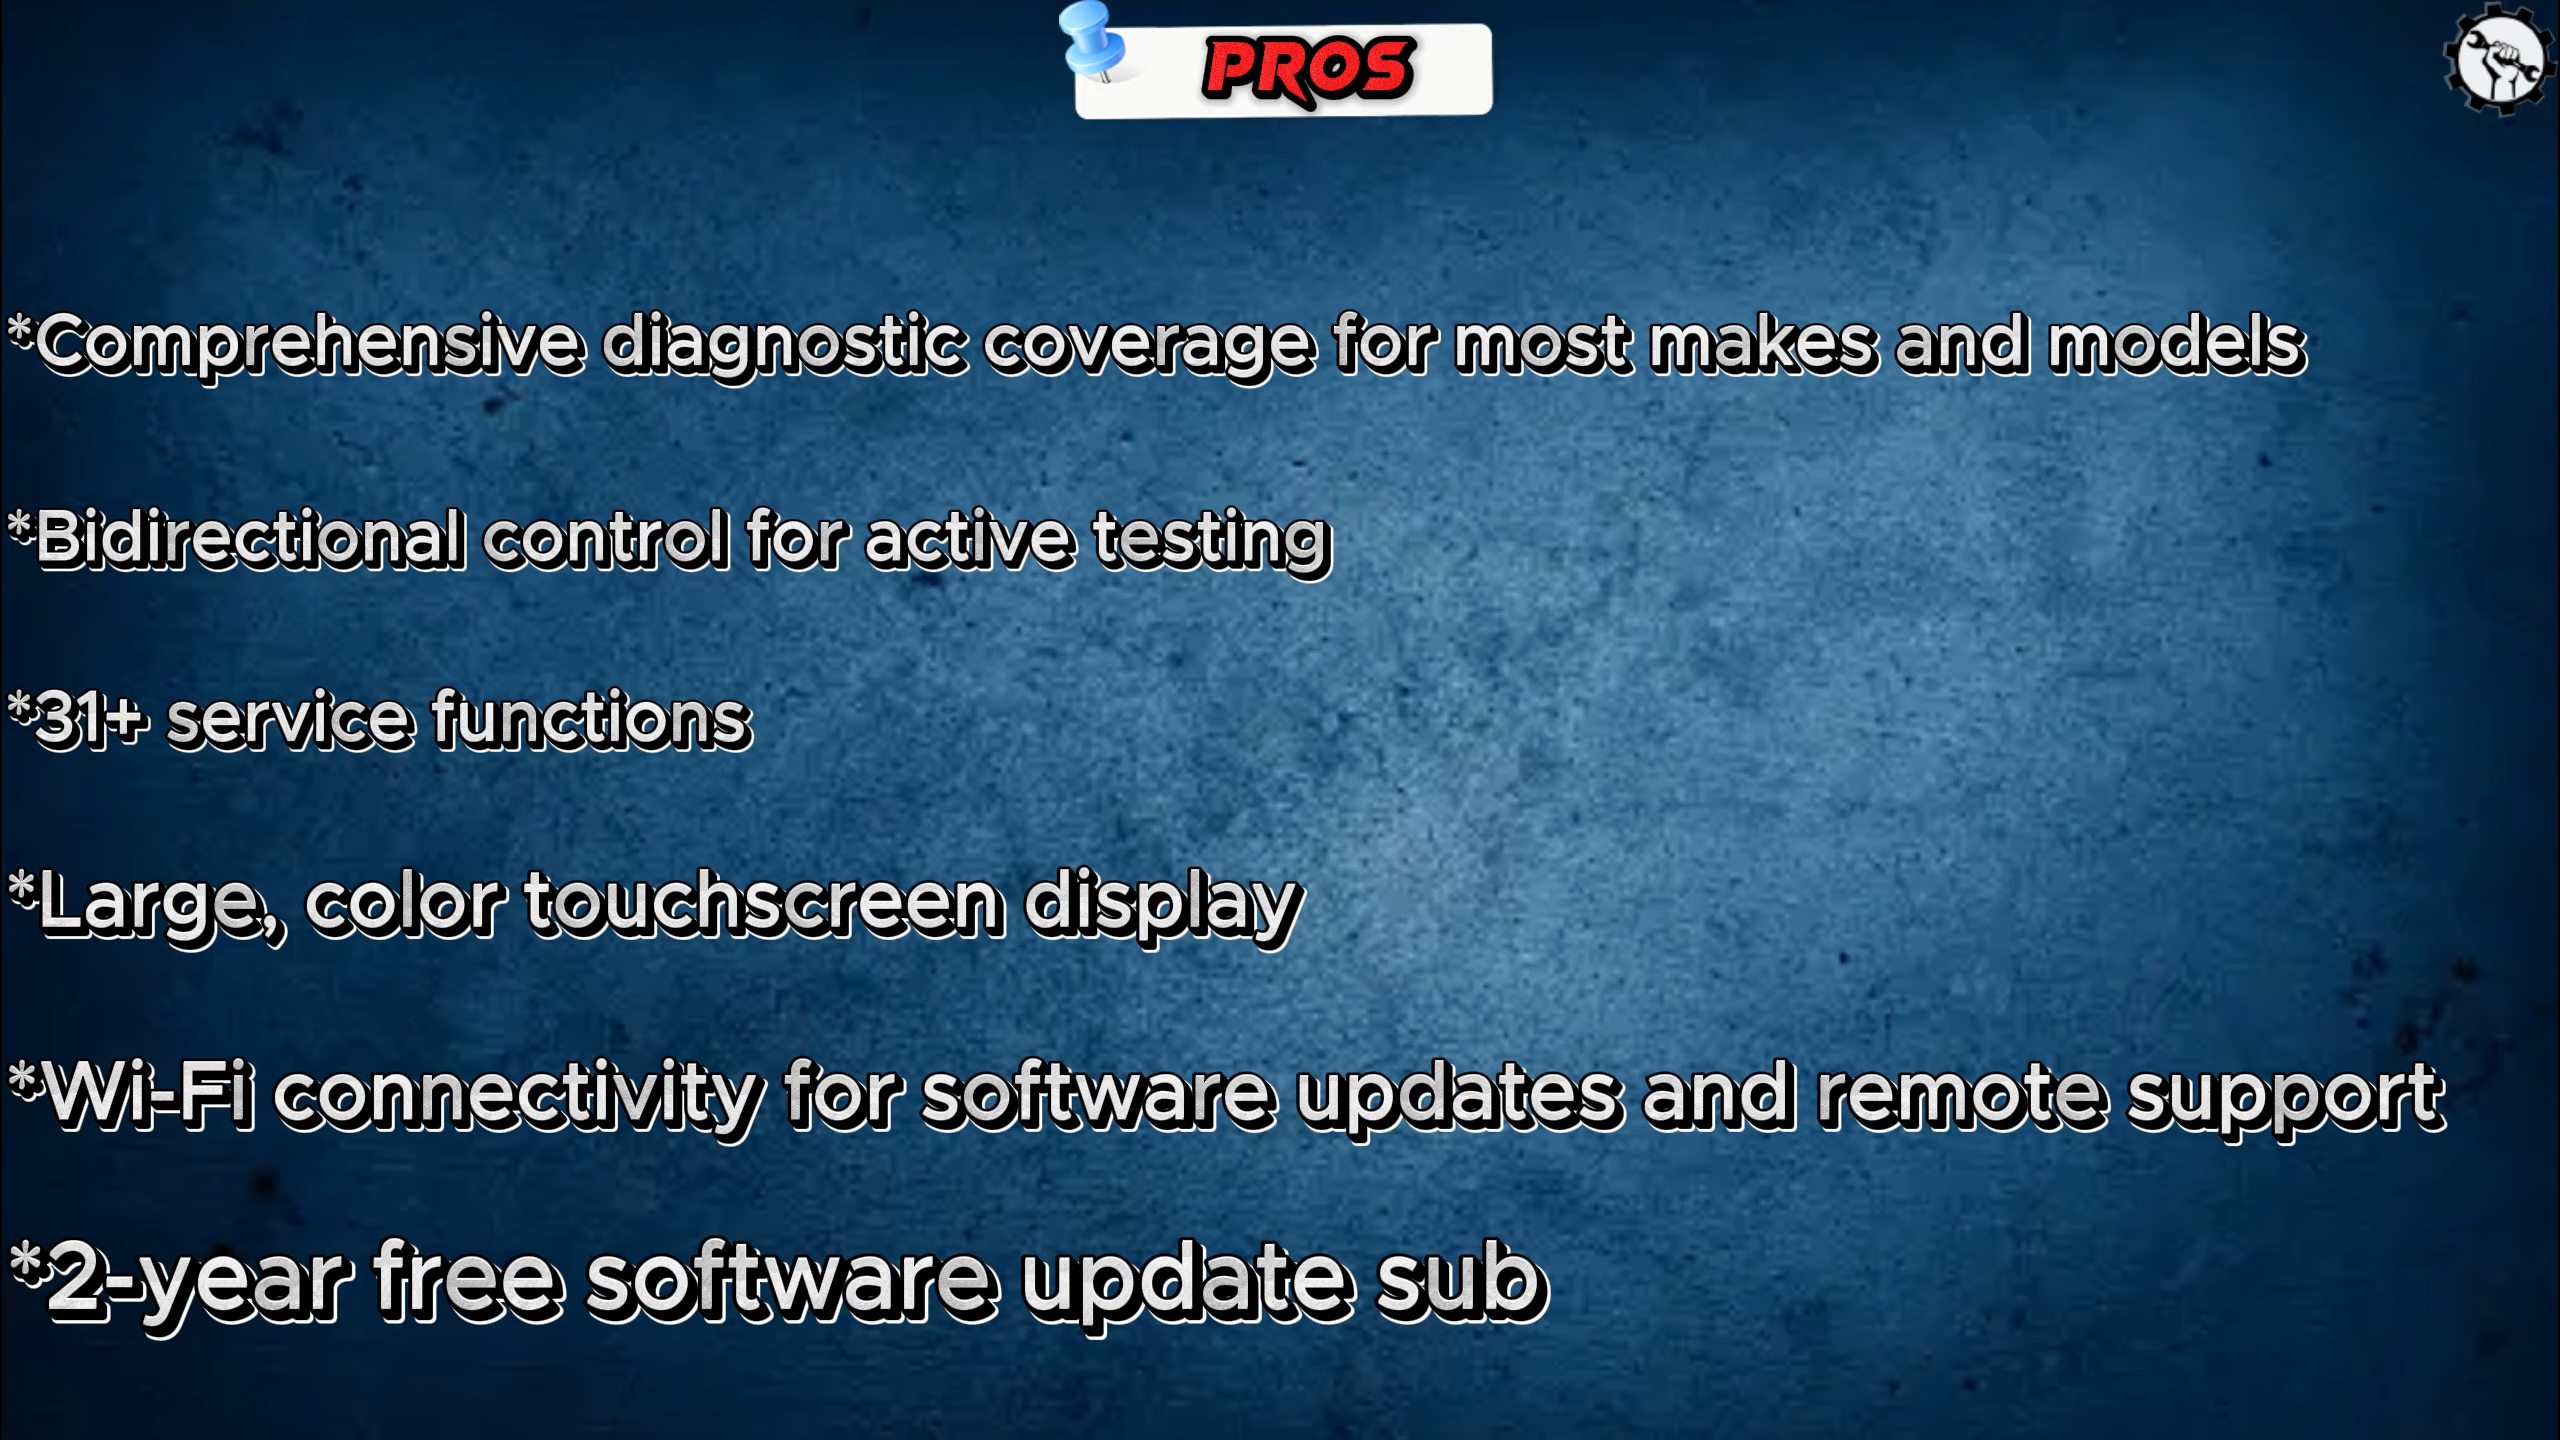 PROS
*Comprehensive diagnostic coverage for most makes and models
*Bidirectional control for active testing
*31+ service functions
*Large, color touchscreen display
*Wi-Fi connectivity for software updates and remote support
*2-year free software update sub